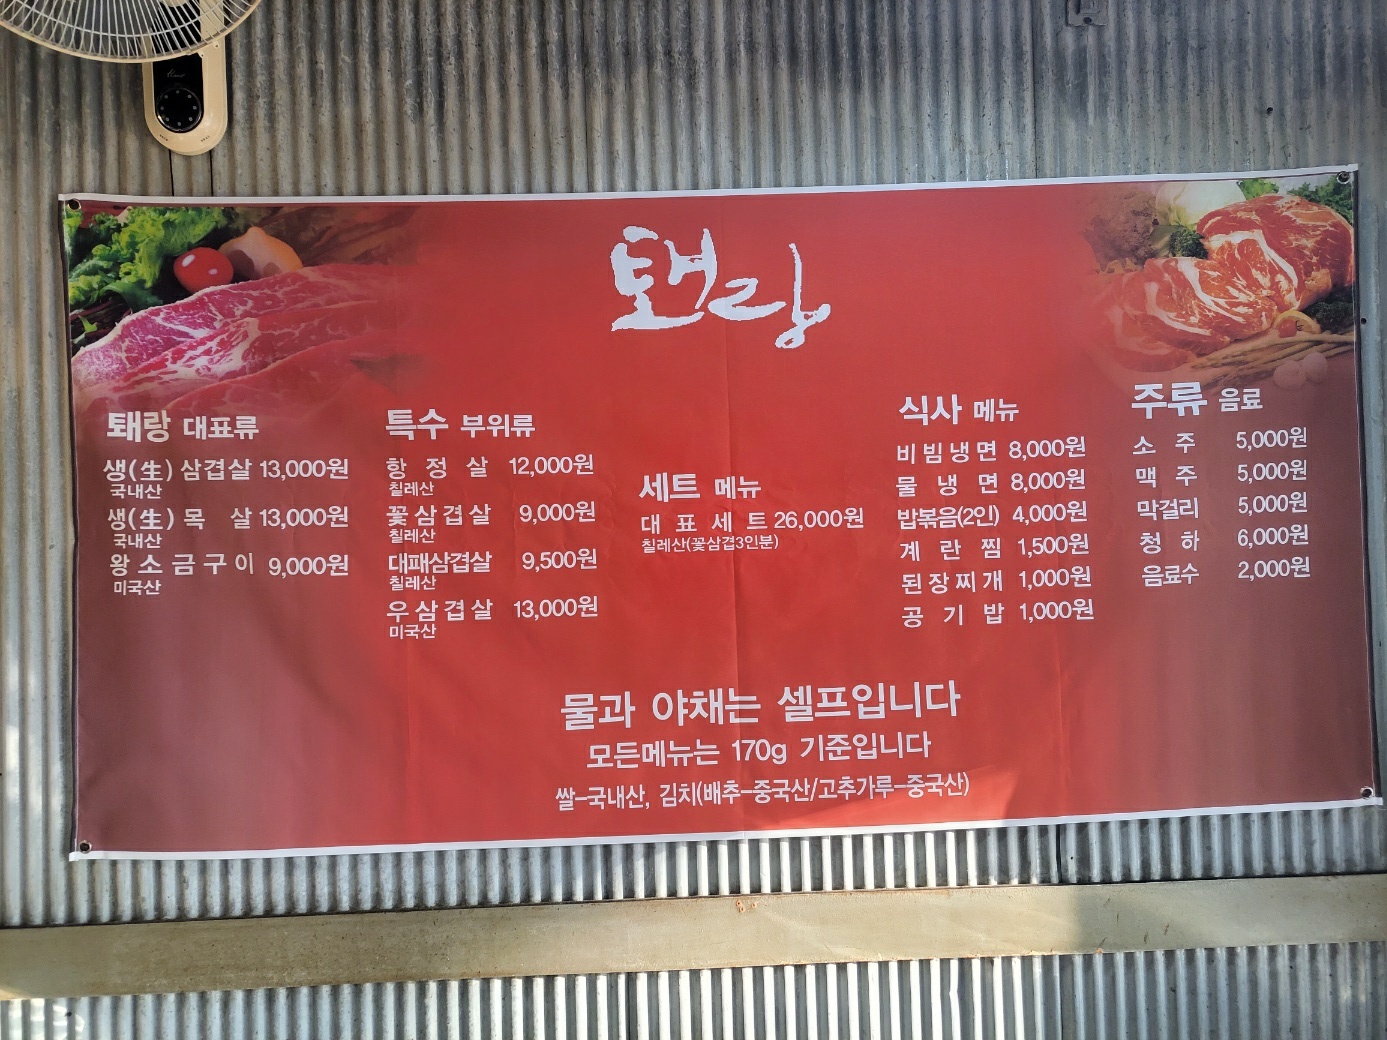 퇘랑
퇘랑 대표류
생(生) 삼겹살 13,000원
국내산
생(生) 목 살 13,000원
국내산
왕 소 금 구 이 9,000원
미국산
특수 부위류
항 정 살 12,000원
칠레산
꽃 삼 겹 살 9,000원
칠레산
대패삼겹살 9,500원
칠레산
우 삼 겹 살 13,000원
미국산
세트 메뉴
대 표 세 트 26,000원
칠레산(꽃삼겹3인분)
식사 메뉴
비 빔 냉 면 8,000원
물 냉 면 8,000원
밥볶음(2인) 4,000원
계 란 찜 1,500원
된 장 찌 개 1,000원
공 기 밥 1,000원
주류 음료
소 주 5,000원
맥 주 5,000원
막걸리 5,000원
청 하 6,000원
음료수 2,000원
물과 야채는 셀프입니다
모든메뉴는 170g 기준입니다
쌀-국내산, 김치(배추-중국산/고추가루-중국산)